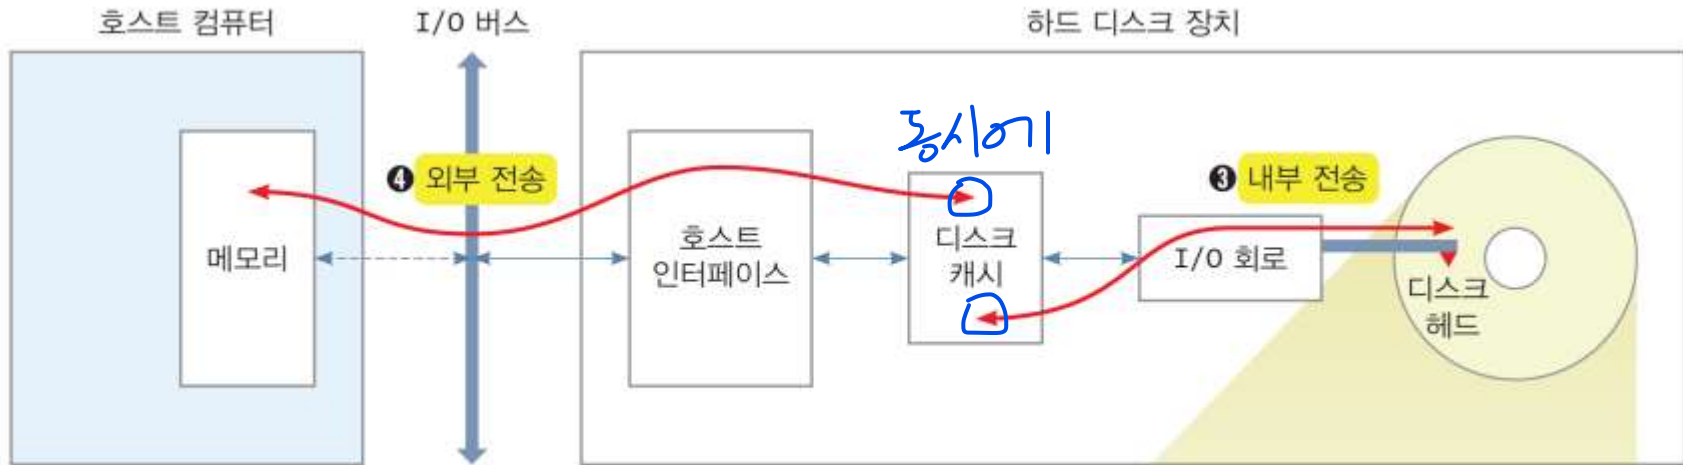 호스트 컴퓨터
I/O 버스
하드 디스크 장치
동시에
❹ 외부 전송
❸ 내부 전송
메모리
호스트
인터페이스
디스크
캐시
I/O 회로
디스크
헤드